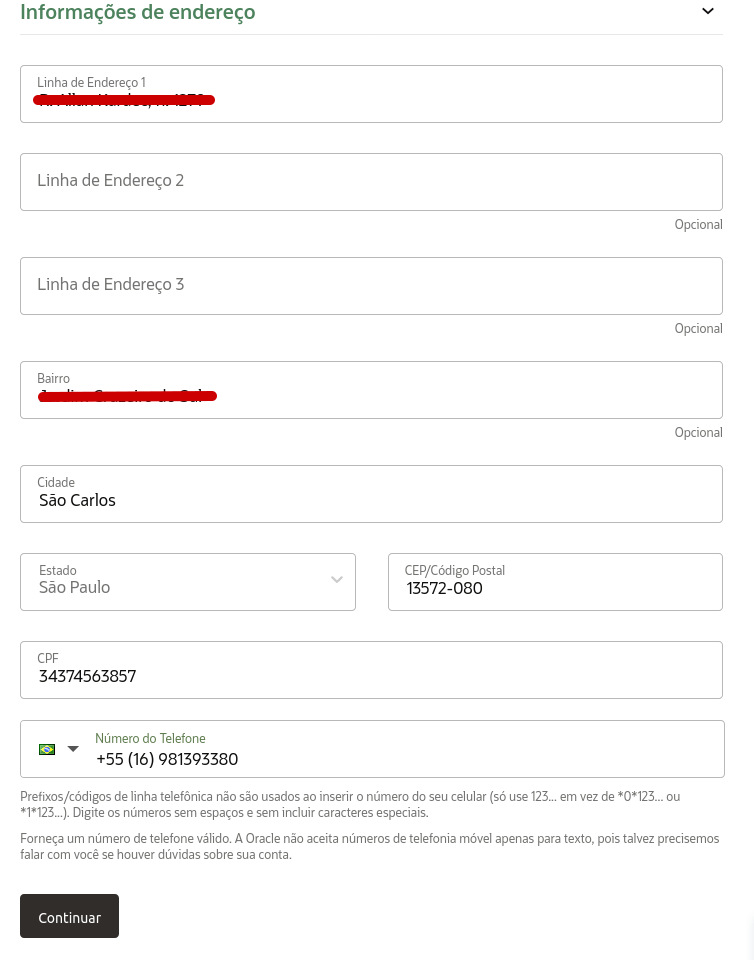 Informações de endereço
Linha de Endereço 1
Linha de Endereço 2
Opcional
Linha de Endereço 3
Opcional
Bairro
Opcional
Cidade
São Carlos
Estado
São Paulo
CEP/Código Postal
13572-080
CPF
34374563857
Número do Telefone
+55 (16) 981393380
Prefixos/códigos de linha telefônica não são usados ao inserir o número do seu celular (só use 123... em vez de *0*123... ou
*1*123...). Digite os números sem espaços e sem incluir caracteres especiais.
Forneça um número de telefone válido. A Oracle não aceita números de telefonia móvel apenas para texto, pois talvez precisemos
falar com você se houver dúvidas sobre sua conta.
Continuar